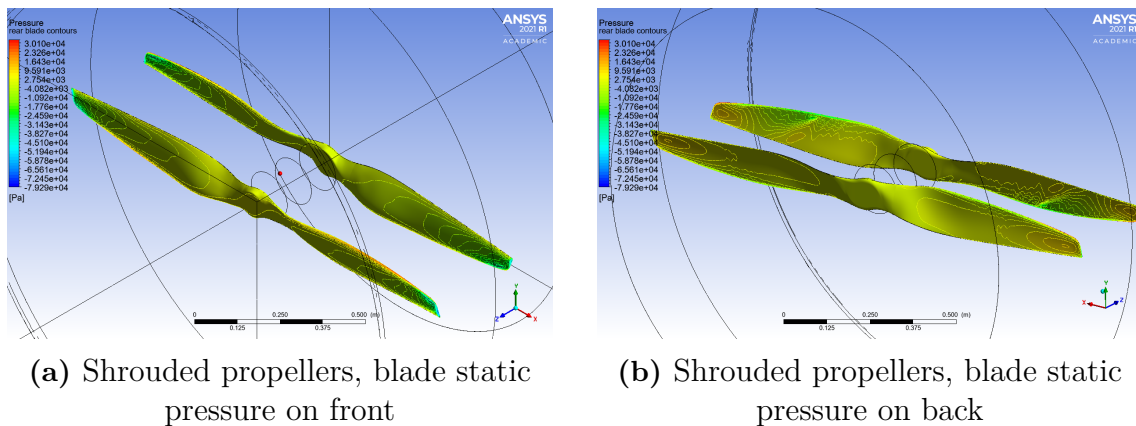 Pressure
rear blade contours
3.010e+04
2.326e+04
1.643e+04
9.591e+03
2.754e+03
-4.082e+03
-1.092e+04
-1.776e+04
-2.459e+04
-3.143e+04
-3.827e+04
-4.510e+04
-5.194e+04
-5.878e+04
-6.561e+04
-7.245e+04
-7.929e+04
[Pa]
ANSYS
2021 R1
ACADEMIC
0 0.250 0.500 (m)
0.125 0.375
Y
Z X
(a) Shrouded propellers, blade static
pressure on front
Pressure
rear blade contours
3.010e+04
2.326e+04
1.643e+04
9.591e+03
2.754e+03
-4.082e+03
-1.092e+04
-1.776e+04
-2.459e+04
-3.143e+04
-3.827e+04
-4.510e+04
-5.194e+04
-5.878e+04
-6.561e+04
-7.245e+04
-7.929e+04
[Pa]
ANSYS
2021 R1
ACADEMIC
0 0.250 0.500 (m)
0.125 0.375
Y
X Z
(b) Shrouded propellers, blade static
pressure on back